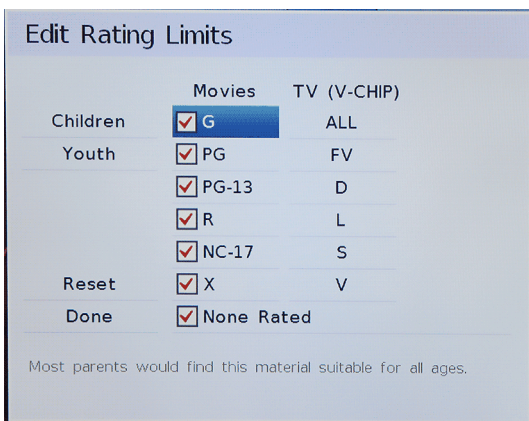 Edit Rating Limits
Movies TV (V-CHIP)
Children G ALL
Youth PG FV
PG-13 D
R L
NC-17 S
Reset X V
Done None Rated
Most parents would find this material suitable for all ages.